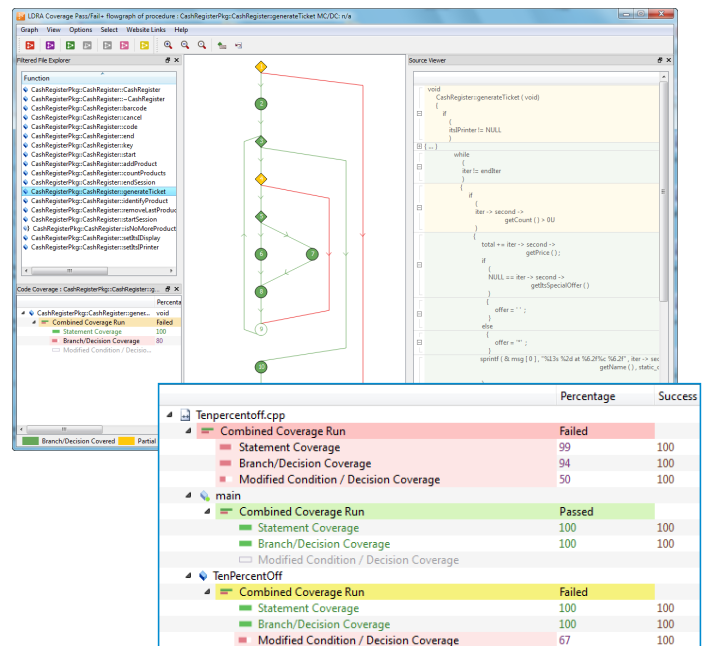 LDRA Coverage Pass/Fail+ flowgraph of procedure : CashRegisterPkg::CashRegister::generateTicket MC/DC: n/a
Graph View Options Select Website Links Help
Filtered File Explorer
Function
CashRegisterPkg::CashRegister::CashRegister
CashRegisterPkg::CashRegister::~CashRegister
CashRegisterPkg::CashRegister::barcode
CashRegisterPkg::CashRegister::cancel
CashRegisterPkg::CashRegister::code
CashRegisterPkg::CashRegister::end
CashRegisterPkg::CashRegister::key
CashRegisterPkg::CashRegister::start
CashRegisterPkg::CashRegister::addProduct
CashRegisterPkg::CashRegister::countProducts
CashRegisterPkg::CashRegister::endSession
CashRegisterPkg::CashRegister::generateTicket
CashRegisterPkg::CashRegister::identifyProduct
CashRegisterPkg::CashRegister::removeLastProduc
CashRegisterPkg::CashRegister::startSession
CashRegisterPkg::CashRegister::isNoMoreProduct
CashRegisterPkg::CashRegister::setItsIDisplay
CashRegisterPkg::CashRegister::setItsIPrinter
Code Coverage : CashRegisterPkg::CashRegister::g...
Percenta
CashRegisterPkg::CashRegister::gener... void
Combined Coverage Run Failed
Statement Coverage 100
Branch/Decision Coverage 80
Modified Condition / Decisio...
Branch/Decision Covered Partial
2
5
6
7
8
9
10
Source Viewer
void
CashRegister::generateTicket ( void)
{
if
(
itsIPrinter != NULL
)
{ ... }
while
(
iter != endIter
)
{
if
(
iter -> second ->
getCount ( ) > 0U
)
{
total += iter -> second ->
getPrice ( ) ;
if
(
NULL == iter -> second ->
getItsSpecialOffer ( )
)
{
offer = ' ' ;
}
else
{
offer = '*' ;
}
sprintf ( & msg [ 0 ] , "%13s %2d at %6.2f%c %6.2f" , iter -> sec
getName ( ) , static_c
Percentage Success
Tenpercentoff.cpp
Combined Coverage Run Failed
Statement Coverage 99 100
Branch/Decision Coverage 94 100
Modified Condition / Decision Coverage 50 100
main
Combined Coverage Run Passed
Statement Coverage 100 100
Branch/Decision Coverage 100 100
Modified Condition / Decision Coverage
TenPercentOff
Combined Coverage Run Failed
Statement Coverage 100 100
Branch/Decision Coverage 100 100
Modified Condition / Decision Coverage 67 100